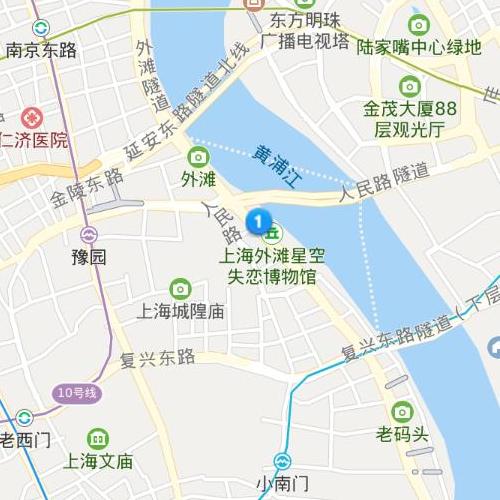 东方明珠
广播电视塔
南京东路
外滩隧道
延安东路隧道北线
陆家嘴中心绿地
金茂大厦88
层观光厅
世
仁济医院
黄浦江
外滩
金陵东路
人民路
人民路隧道
1
豫园
上海外滩星空
失恋博物馆
上海城隍庙
复兴东路
复兴东路隧道(下层
10号线
老西门
上海文庙
老码头
小南门